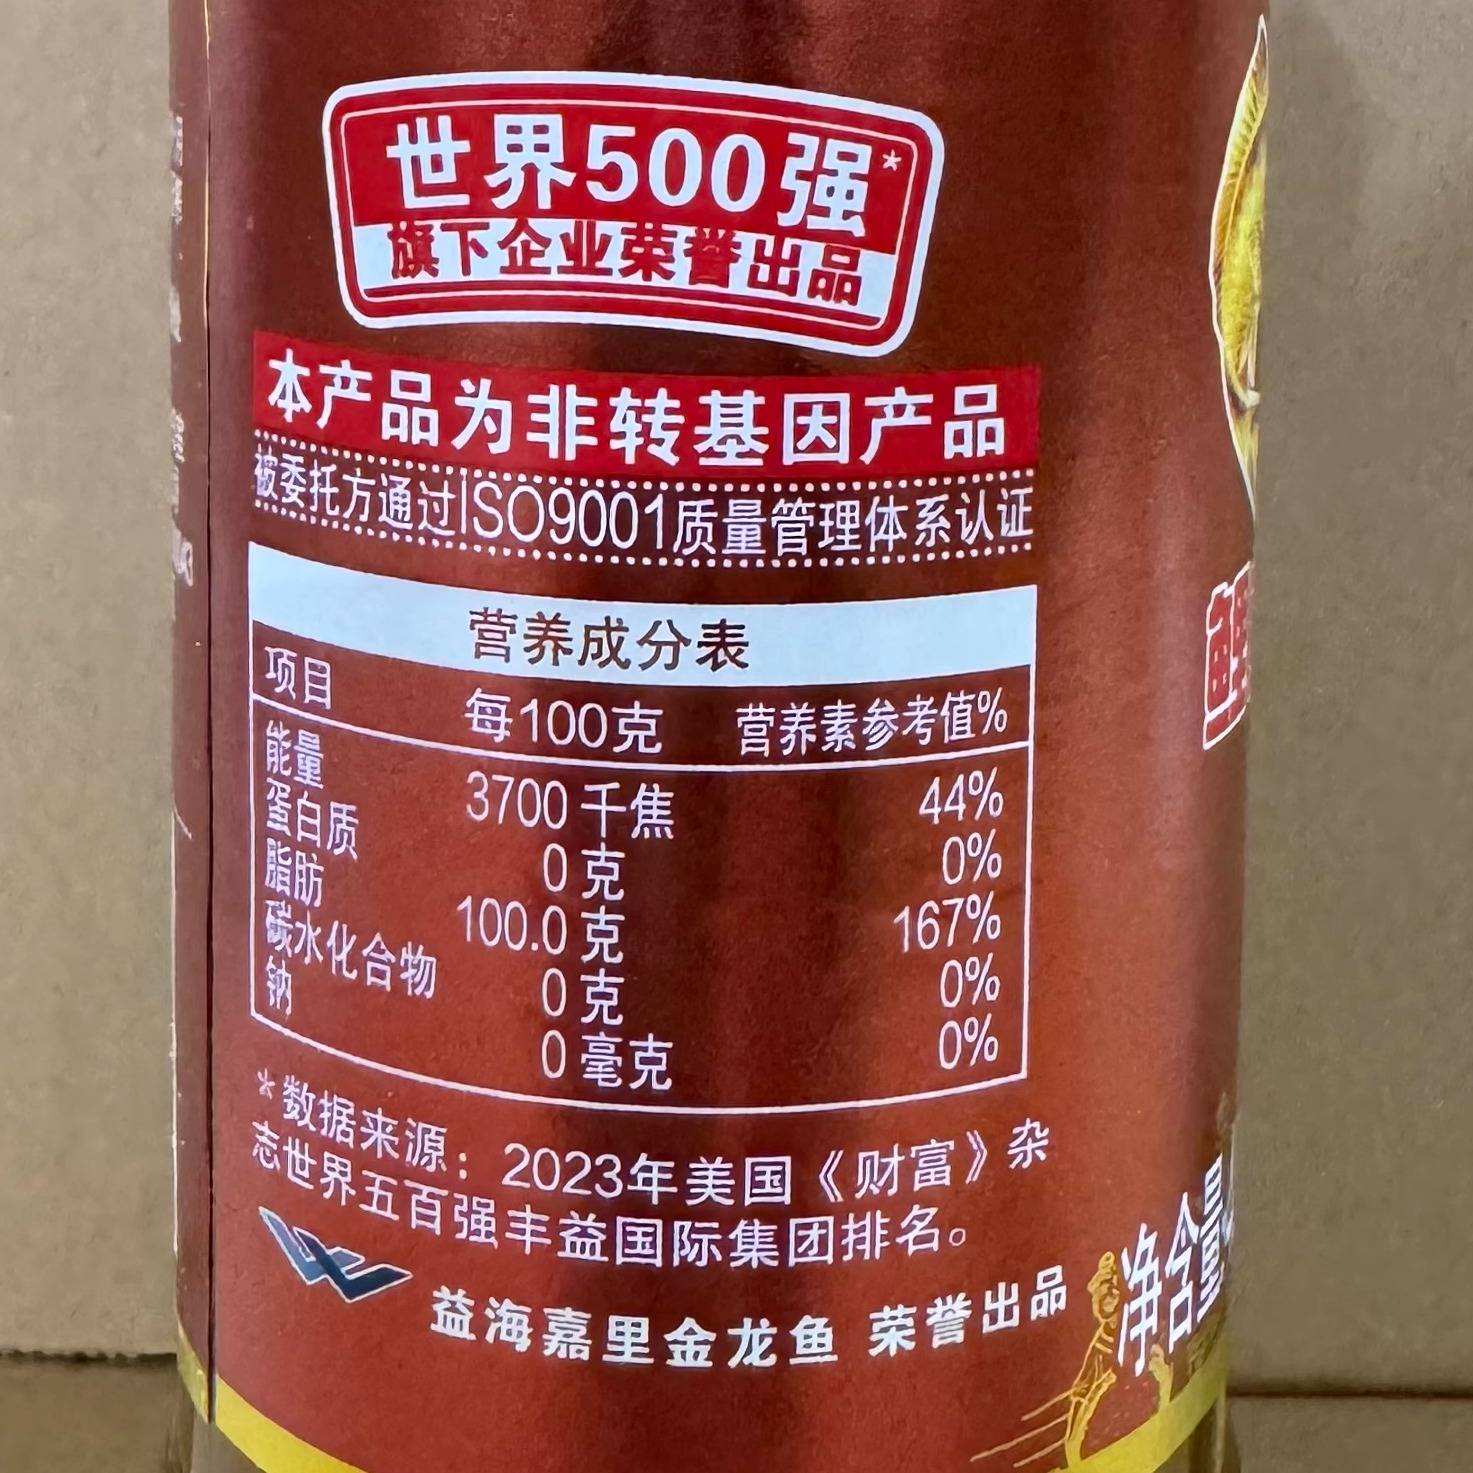 世界500强*
旗下企业荣誉出品
本产品为非转基因产品
被委托方通过ISO9001质量管理体系认证
营养成分表
项目 每100克 营养素参考值%
能量 3700千焦 44%
蛋白质 0克 0%
脂肪 100.0克 167%
碳水化合物 0克 0%
钠 0毫克 0%
*数据来源：2023年美国《财富》杂
志世界五百强丰益国际集团排名。
益海嘉里金龙鱼 荣誉出品
净含量